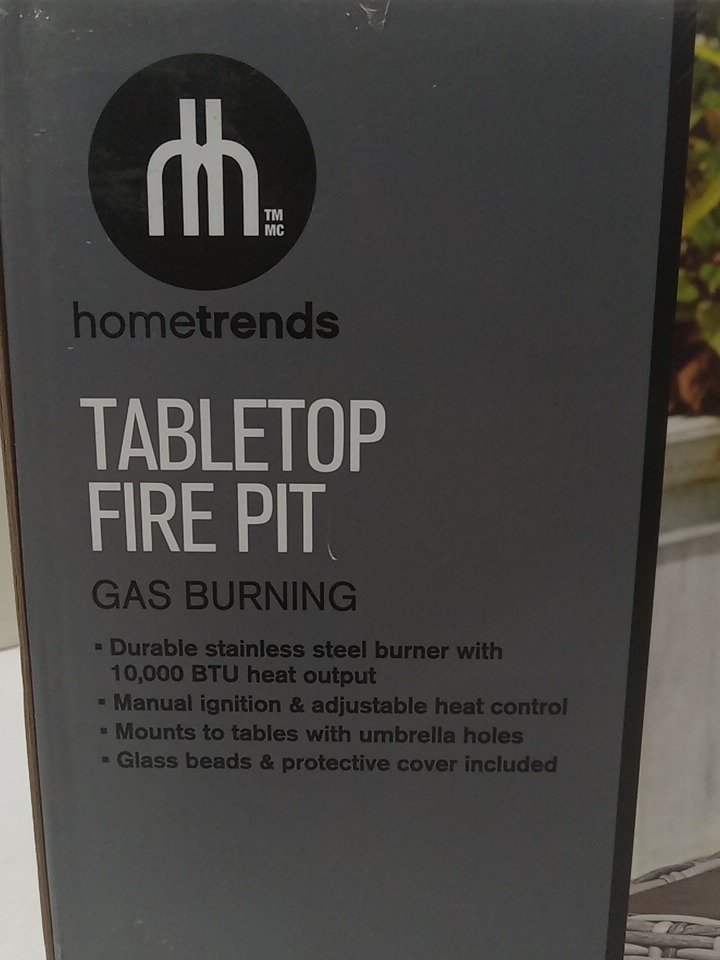 TM
MC
hometrends
TABLETOP
FIRE PIT
GAS BURNING
▪ Durable stainless steel burner with
10,000 BTU heat output
▪ Manual ignition & adjustable heat control
▪ Mounts to tables with umbrella holes
▪ Glass beads & protective cover included